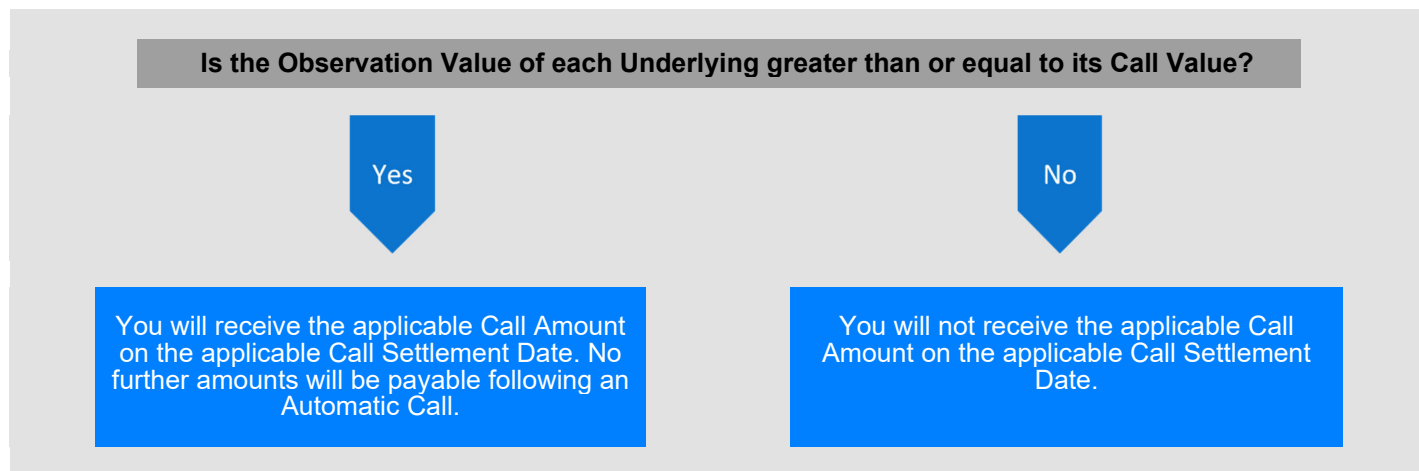 Is the Observation Value of each Underlying greater than or equal to its Call Value?
Yes
No
You will receive the applicable Call Amount
on the applicable Call Settlement Date. No
further amounts will be payable following an
Automatic Call.
You will not receive the applicable Call
Amount on the applicable Call Settlement
Date.